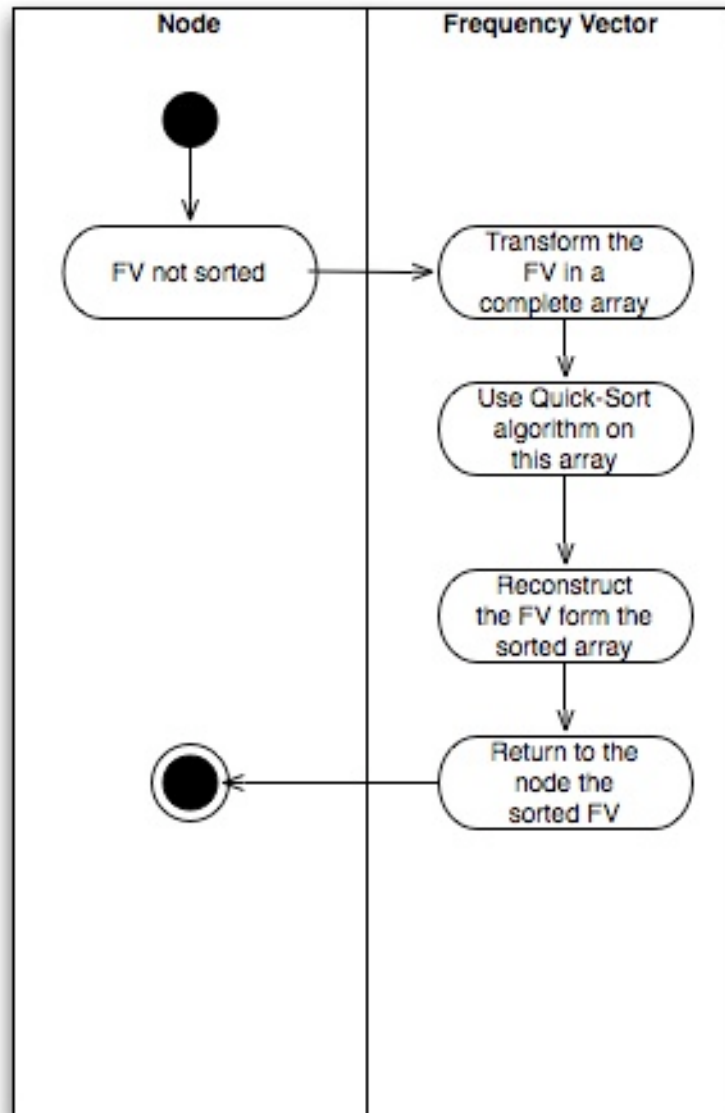 Node
Frequency Vector
FV not sorted
Transform the
FV in a
complete array
Use Quick-Sort
algorithm on
this array
Reconstruct
the FV form the
sorted array
Return to the
node the
sorted FV